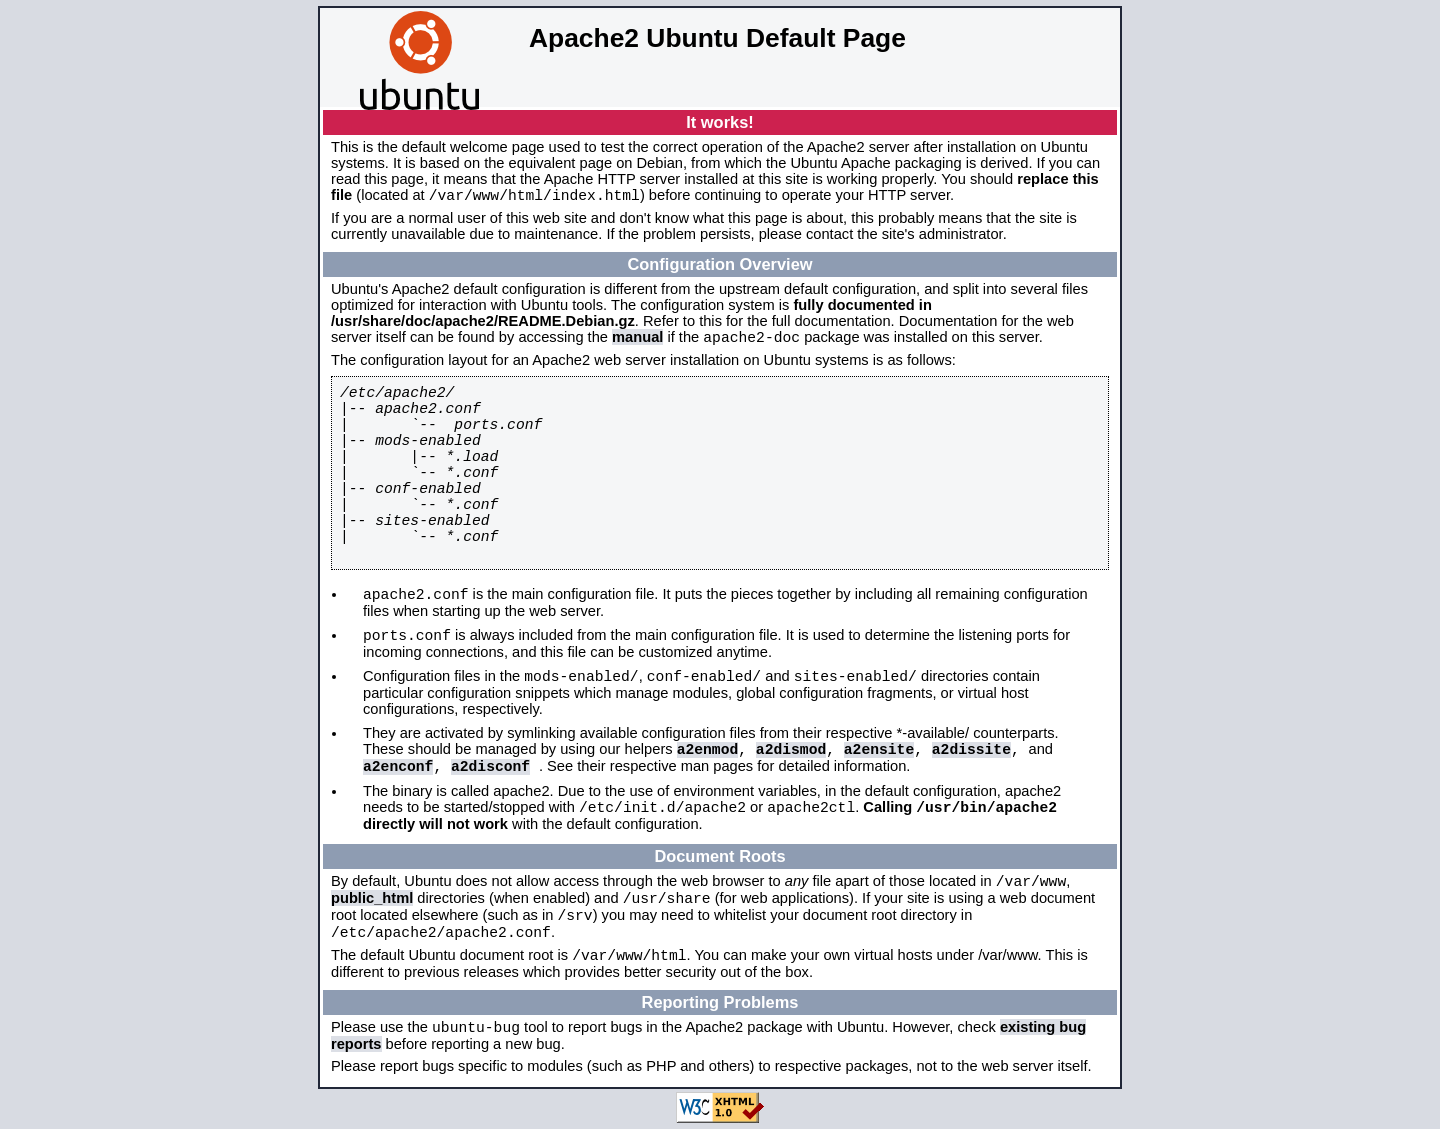 ubuntu
Apache2 Ubuntu Default Page
It works!
This is the default welcome page used to test the correct operation of the Apache2 server after installation on Ubuntu
systems. It is based on the equivalent page on Debian, from which the Ubuntu Apache packaging is derived. If you can
read this page, it means that the Apache HTTP server installed at this site is working properly. You should replace this
file (located at /var/www/html/index.html) before continuing to operate your HTTP server.
If you are a normal user of this web site and don't know what this page is about, this probably means that the site is
currently unavailable due to maintenance. If the problem persists, please contact the site's administrator.
Configuration Overview
Ubuntu's Apache2 default configuration is different from the upstream default configuration, and split into several files
optimized for interaction with Ubuntu tools. The configuration system is fully documented in
/usr/share/doc/apache2/README.Debian.gz. Refer to this for the full documentation. Documentation for the web
server itself can be found by accessing the manual if the apache2-doc package was installed on this server.
The configuration layout for an Apache2 web server installation on Ubuntu systems is as follows:
/etc/apache2/
|-- apache2.conf
|       `--  ports.conf
|-- mods-enabled
|       |-- *.load
|       `-- *.conf
|-- conf-enabled
|       `-- *.conf
|-- sites-enabled
|       `-- *.conf
• apache2.conf is the main configuration file. It puts the pieces together by including all remaining configuration
files when starting up the web server.
• ports.conf is always included from the main configuration file. It is used to determine the listening ports for
incoming connections, and this file can be customized anytime.
• Configuration files in the mods-enabled/, conf-enabled/ and sites-enabled/ directories contain
particular configuration snippets which manage modules, global configuration fragments, or virtual host
configurations, respectively.
• They are activated by symlinking available configuration files from their respective *-available/ counterparts.
These should be managed by using our helpers a2enmod, a2dismod, a2ensite, a2dissite, and
a2enconf, a2disconf . See their respective man pages for detailed information.
• The binary is called apache2. Due to the use of environment variables, in the default configuration, apache2
needs to be started/stopped with /etc/init.d/apache2 or apache2ctl. Calling /usr/bin/apache2
directly will not work with the default configuration.
Document Roots
By default, Ubuntu does not allow access through the web browser to any file apart of those located in /var/www,
public_html directories (when enabled) and /usr/share (for web applications). If your site is using a web document
root located elsewhere (such as in /srv) you may need to whitelist your document root directory in
/etc/apache2/apache2.conf.
The default Ubuntu document root is /var/www/html. You can make your own virtual hosts under /var/www. This is
different to previous releases which provides better security out of the box.
Reporting Problems
Please use the ubuntu-bug tool to report bugs in the Apache2 package with Ubuntu. However, check existing bug
reports before reporting a new bug.
Please report bugs specific to modules (such as PHP and others) to respective packages, not to the web server itself.
W3C XHTML
1.0